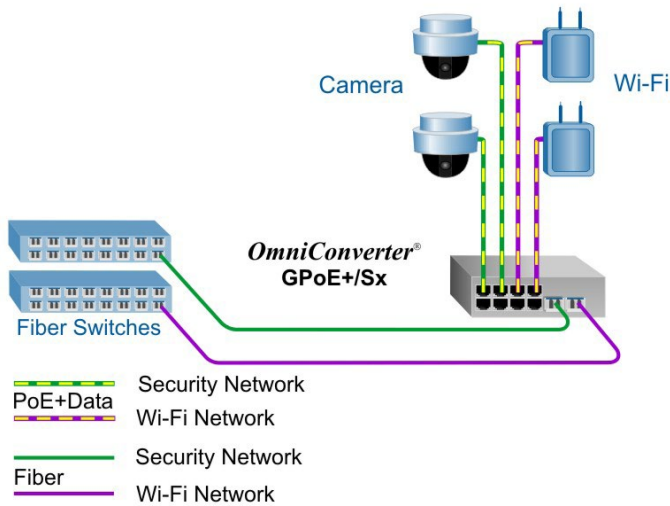 Camera
Wi-Fi
OmniConverter®
GPoE+/Sx
Fiber Switches
PoE+Data
Security Network
Wi-Fi Network
Fiber
Security Network
Wi-Fi Network